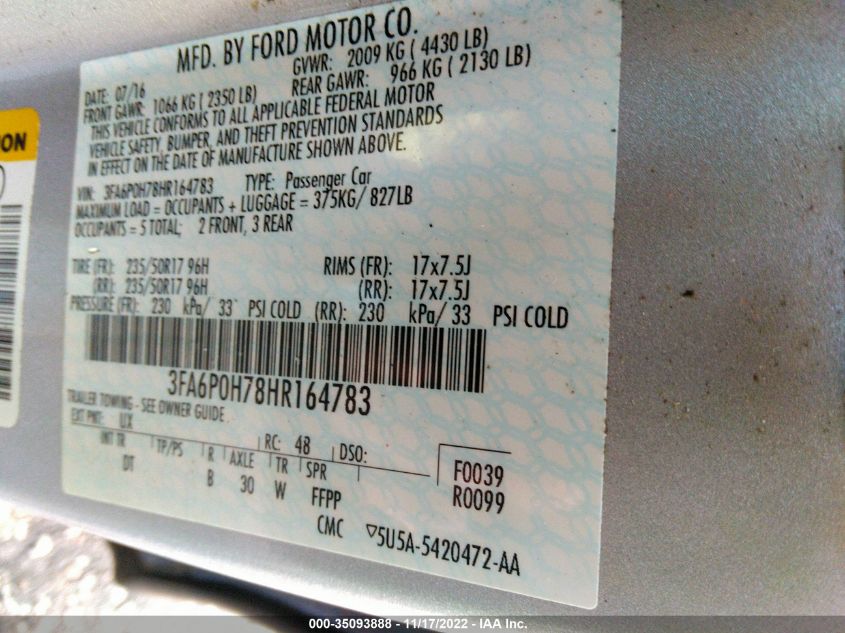 MFD. BY FORD MOTOR CO.
DATE: 07/16 GVWR: 2009 KG ( 4430 LB)
FRONT GAWR: 1066 KG ( 2350 LB) REAR GAWR: 966 KG ( 2130 LB)
THIS VEHICLE CONFORMS TO ALL APPLICABLE FEDERAL MOTOR
VEHICLE SAFETY, BUMPER, AND THEFT PREVENTION STANDARDS
IN EFFECT ON THE DATE OF MANUFACTURE SHOWN ABOVE.
VIN: 3FA6P0H78HR164783 TYPE: Passenger Car
MAXIMUM LOAD = OCCUPANTS + LUGGAGE = 375KG/ 827LB
OCCUPANTS = 5 TOTAL; 2 FRONT, 3 REAR
TIRE (FR): 235/50R17 96H RIMS (FR): 17x7.5J
(RR): 235/50R17 96H (RR): 17x7.5J
PRESSURE (FR): 230 kPa/ 33 PSI COLD (RR): 230 kPa/ 33 PSI COLD
3FA6P0H78HR164783
TRAILER TOWING - SEE OWNER GUIDE
EXT PNT: UX RC: 48 DSO:
INT TR TP/PS R AXLE TR SPR F0039
DT B 30 W FFPP R0099
CMC ▽5U5A-5420472-AA
000-35093888 - 11/17/2022 - IAA Inc.